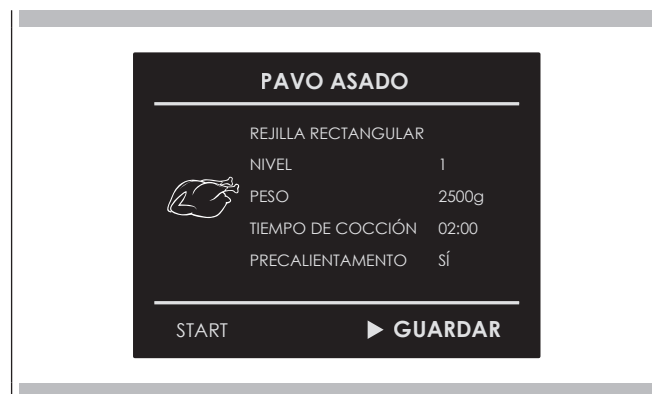 PAVO ASADO
REJILLA RECTANGULAR
NIVEL 1
PESO 2500g
TIEMPO DE COCCIÓN 02:00
PRECALIENTAMENTO SÍ
START ▶ GUARDAR